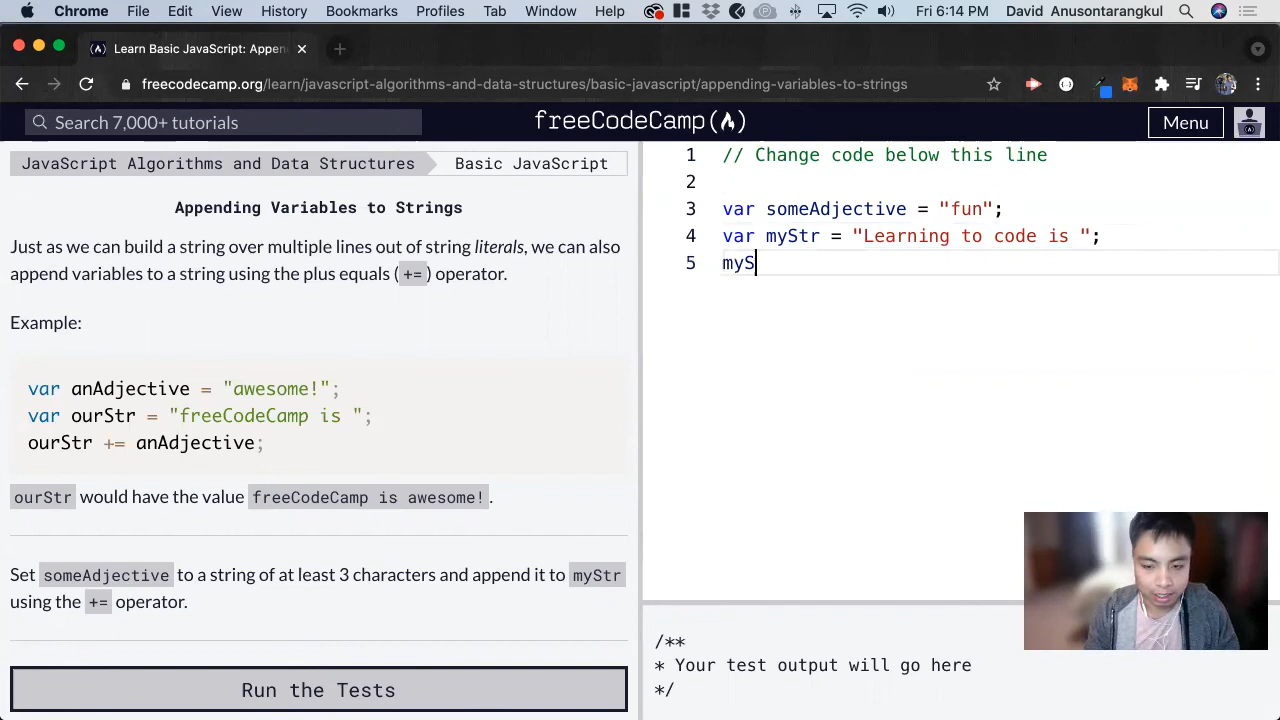 Chrome File Edit View History Bookmarks Profiles Tab Window Help Fri 6:14 PM David Anusontarangkul
Learn Basic JavaScript: Appen
freecodecamp.org/learn/javascript-algorithms-and-data-structures/basic-javascript/appending-variables-to-strings
Search 7,000+ tutorials
freeCodeCamp
Menu
JavaScript Algorithms and Data Structures
Basic JavaScript
Appending Variables to Strings
Just as we can build a string over multiple lines out of string literals, we can also
append variables to a string using the plus equals ( += ) operator.
Example:
var anAdjective = "awesome!";
var ourStr = "freeCodeCamp is ";
ourStr += anAdjective;
ourStr would have the value freeCodeCamp is awesome! .
Set someAdjective to a string of at least 3 characters and append it to myStr
using the += operator.
Run the Tests
1 // Change code below this line
2
3 var someAdjective = "fun";
4 var myStr = "Learning to code is ";
5 myS
/**
* Your test output will go here
*/